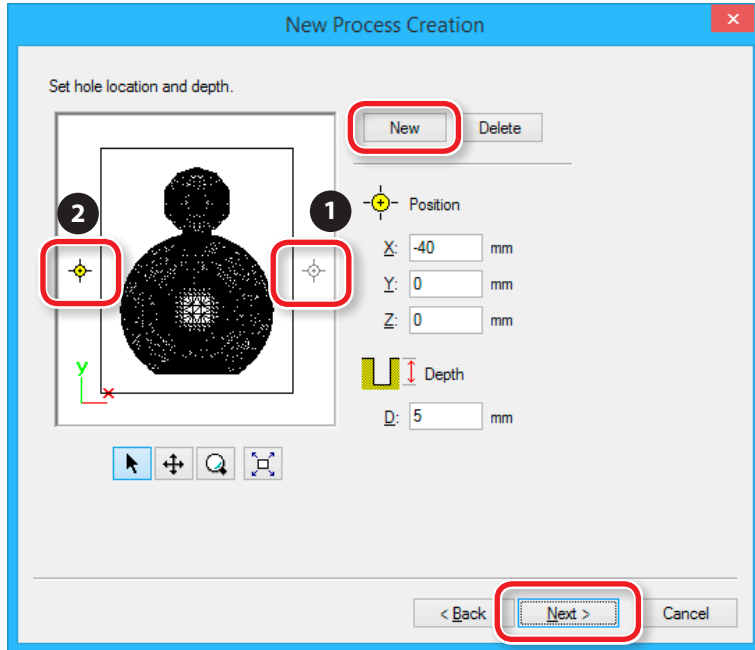 New Process Creation
×
Set hole location and depth.
New
Delete
2
1
Position
X: -40 mm
Y: 0 mm
Z: 0 mm
Depth
D: 5 mm
y
x
< Back
Next >
Cancel